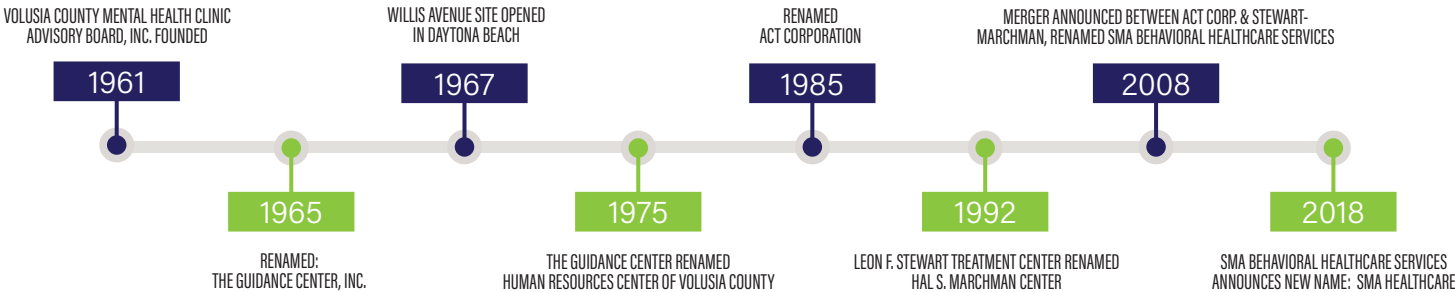 VOLUSIA COUNTY MENTAL HEALTH CLINIC
ADVISORY BOARD, INC. FOUNDED
1961
1965
RENAMED:
THE GUIDANCE CENTER, INC.
WILLIS AVENUE SITE OPENED
IN DAYTONA BEACH
1967
1975
THE GUIDANCE CENTER RENAMED
HUMAN RESOURCES CENTER OF VOLUSIA COUNTY
RENAMED
ACT CORPORATION
1985
1992
LEON F. STEWART TREATMENT CENTER RENAMED
HAL S. MARCHMAN CENTER
MERGER ANNOUNCED BETWEEN ACT CORP. & STEWART-
MARCHMAN, RENAMED SMA BEHAVIORAL HEALTHCARE SERVICES
2008
2018
SMA BEHAVIORAL HEALTHCARE SERVICES
ANNOUNCES NEW NAME: SMA HEALTHCARE